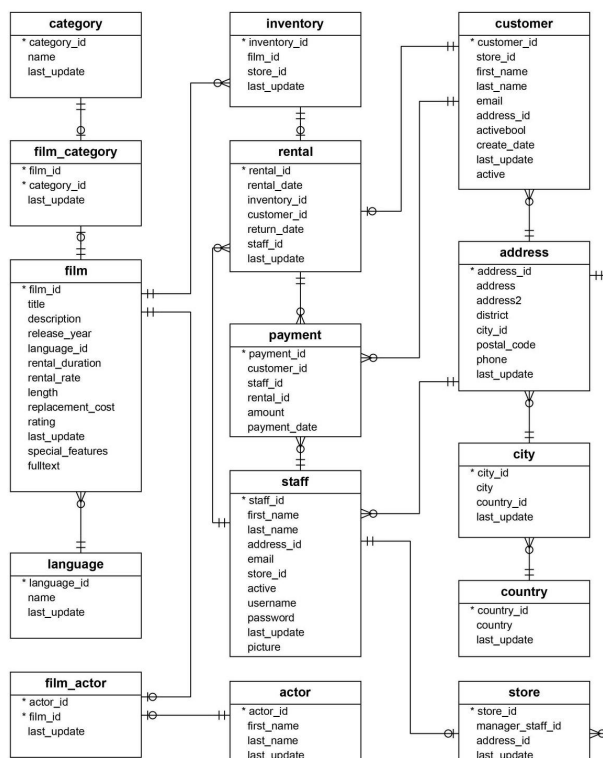 category
* category_id
name
last_update
film_category
* film_id
* category_id
last_update
film
* film_id
title
description
release_year
language_id
rental_duration
rental_rate
length
replacement_cost
rating
last_update
special_features
fulltext
language
* language_id
name
last_update
film_actor
* actor_id
* film_id
last_update
inventory
* inventory_id
film_id
store_id
last_update
rental
* rental_id
rental_date
inventory_id
customer_id
return_date
staff_id
last_update
payment
* payment_id
customer_id
staff_id
rental_id
amount
payment_date
staff
* staff_id
first_name
last_name
address_id
email
store_id
active
username
password
last_update
picture
actor
* actor_id
first_name
last_name
last_update
customer
* customer_id
store_id
first_name
last_name
email
address_id
activebool
create_date
last_update
active
address
* address_id
address
address2
district
city_id
postal_code
phone
last_update
city
* city_id
city
country_id
last_update
country
* country_id
country
last_update
store
* store_id
manager_staff_id
address_id
last_update